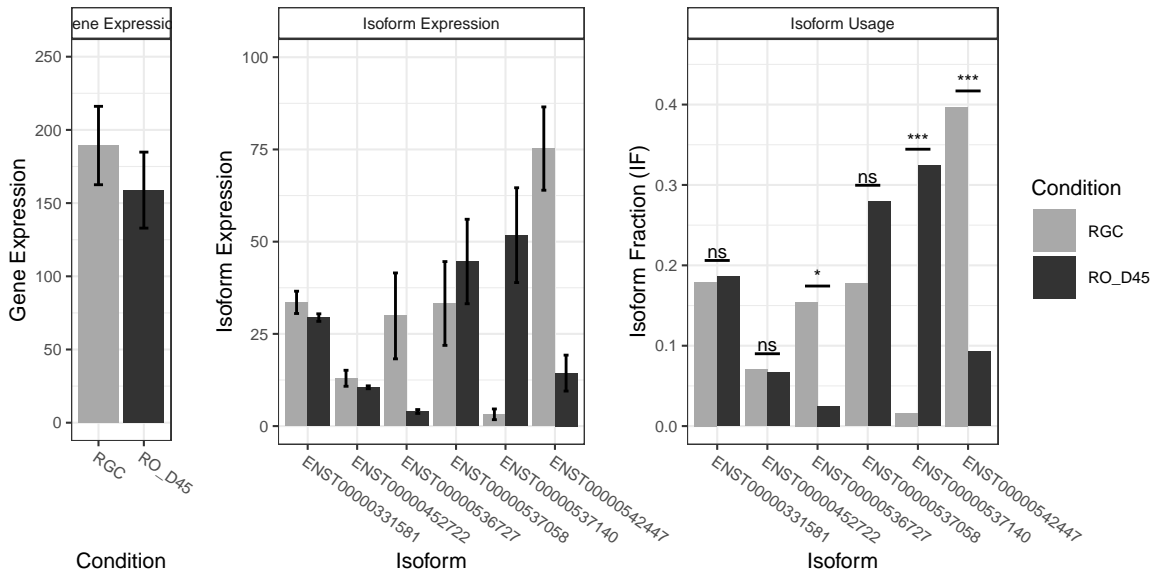 ene Expressio
Gene Expression
250
200
150
100
50
0
RGC
RO_D45
Condition
Isoform Expression
Isoform Expression
100
75
50
25
0
ENST00000331581
ENST00000452722
ENST00000536727
ENST00000537058
ENST00000537140
ENST00000542447
Isoform
Isoform Usage
Isoform Fraction (IF)
0.4
0.3
0.2
0.1
0.0
ns
ns
*
ns
***
***
ENST00000331581
ENST00000452722
ENST00000536727
ENST00000537058
ENST00000537140
ENST00000542447
Isoform
Condition
RGC
RO_D45